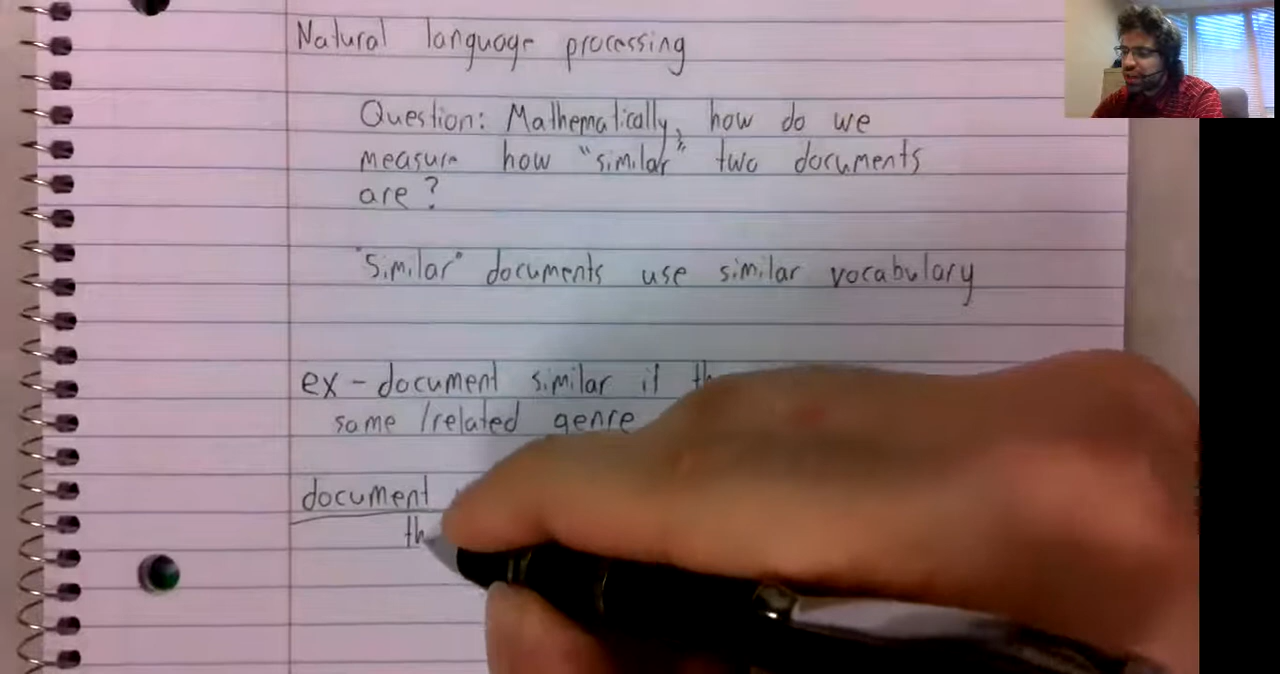 Natural language processing
Question: Mathematically, how do we
measure how "similar" two documents
are?
"Similar" documents use similar vocabulary
ex - document similar if
same / related genre
document